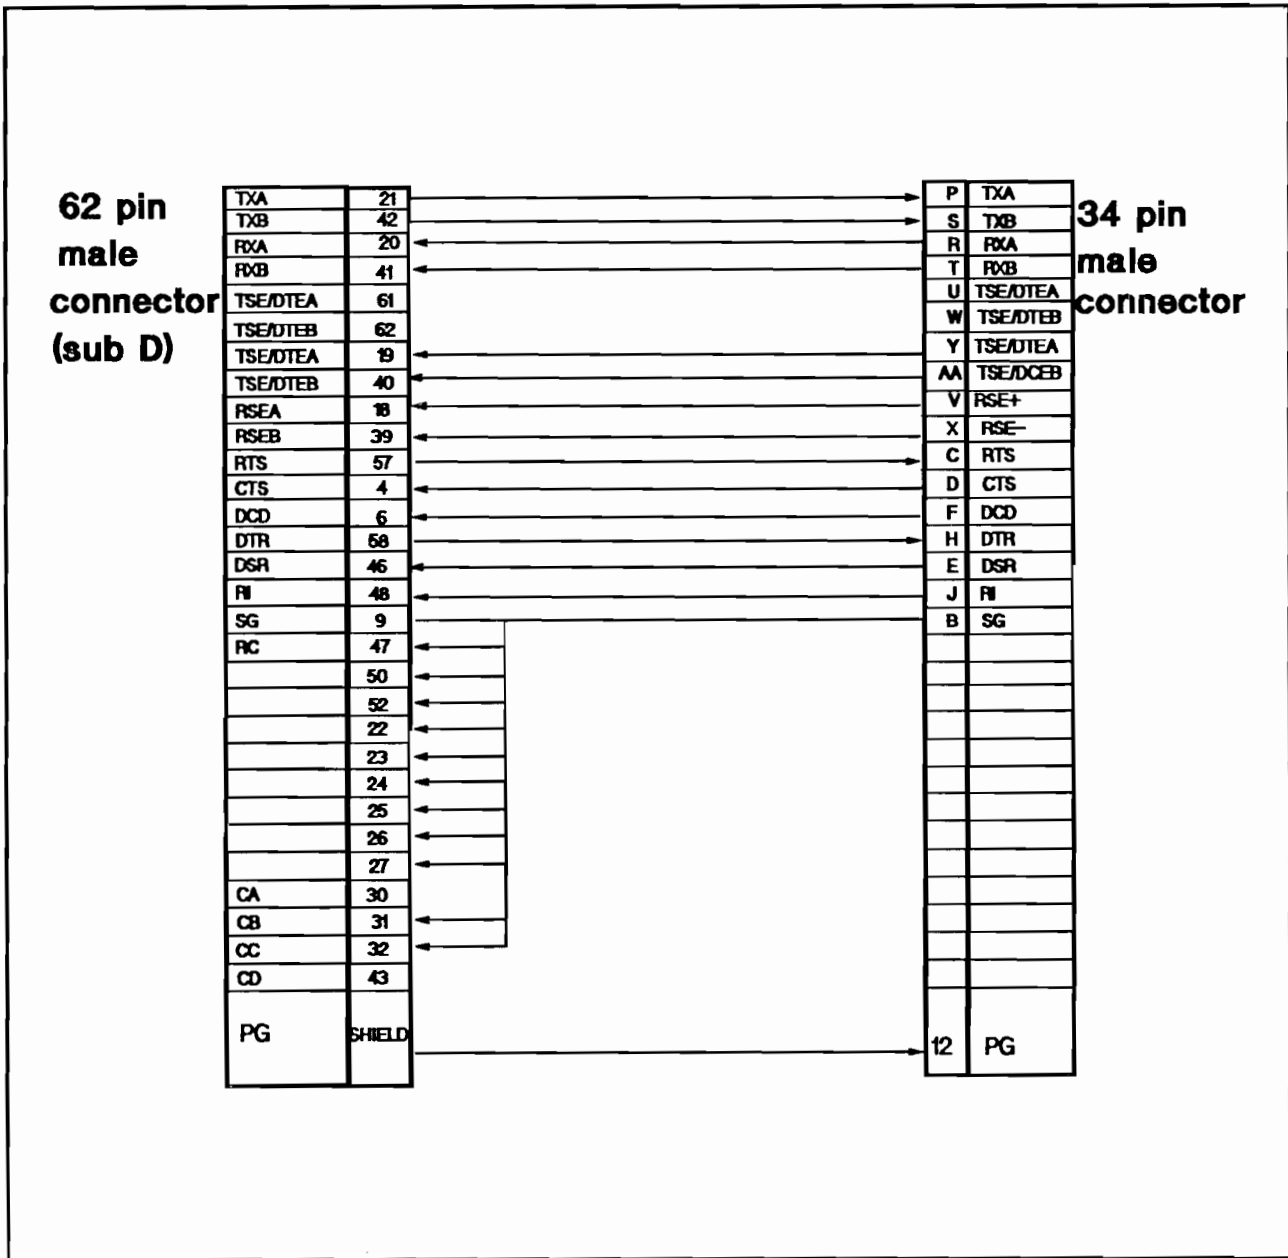 62 pin
male
connector
(sub D)
TXA 21
TXB 42
RXA 20
RXB 41
TSE/DTEA 61
TSE/DTEB 62
TSE/DTEA 19
TSE/DTEB 40
RSEA 18
RSEB 39
RTS 57
CTS 4
DCD 6
DTR 58
DSR 46
RI 48
SG 9
RC 47
50
52
22
23
24
25
26
27
CA 30
CB 31
CC 32
CD 43
PG SHIELD
P TXA
S TXB
R RXA
T RXB
U TSE/DTEA
W TSE/DTEB
Y TSE/DTEA
AA TSE/DCEB
V RSE+
X RSE-
C RTS
D CTS
F DCD
H DTR
E DSR
J RI
B SG
12 PG
34 pin
male
connector